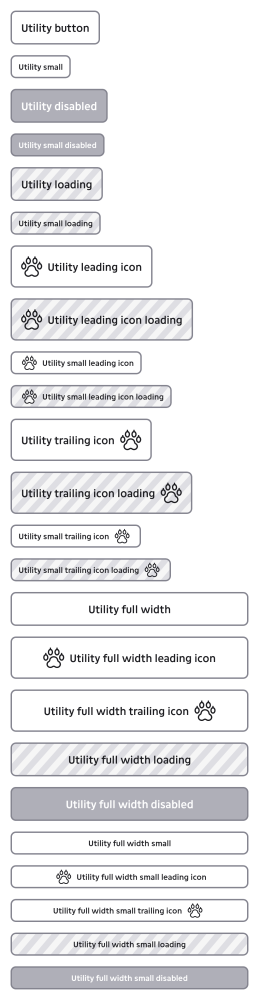 Utility button
Utility small
Utility disabled
Utility small disabled
Utility loading
Utility small loading
Utility leading icon
Utility leading icon loading
Utility small leading icon
Utility small leading icon loading
Utility trailing icon
Utility trailing icon loading
Utility small trailing icon
Utility small trailing icon loading
Utility full width
Utility full width leading icon
Utility full width trailing icon
Utility full width loading
Utility full width disabled
Utility full width small
Utility full width small leading icon
Utility full width small trailing icon
Utility full width small loading
Utility full width small disabled